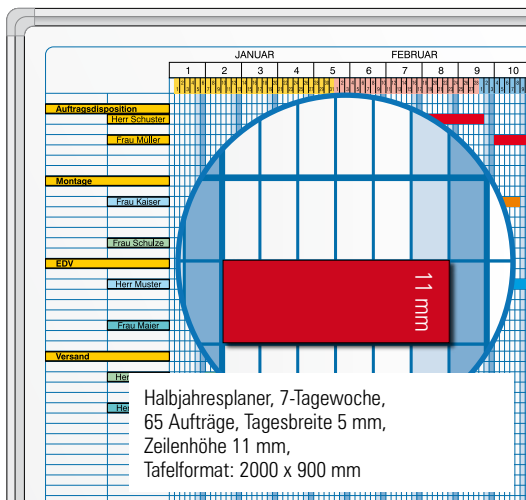 JANUAR FEBRUAR
1 2 3 4 5 6 7 8 9 10
Auftragsdisposition
Herr Schuster
Frau Müller
Montage
Frau Kaiser
Frau Schulze
EDV
Herr Muster
Frau Maier
Versand
11 mm
Halbjahresplaner, 7-Tagewoche,
65 Aufträge, Tagesbreite 5 mm,
Zeilenhöhe 11 mm,
Tafelformat: 2000 x 900 mm